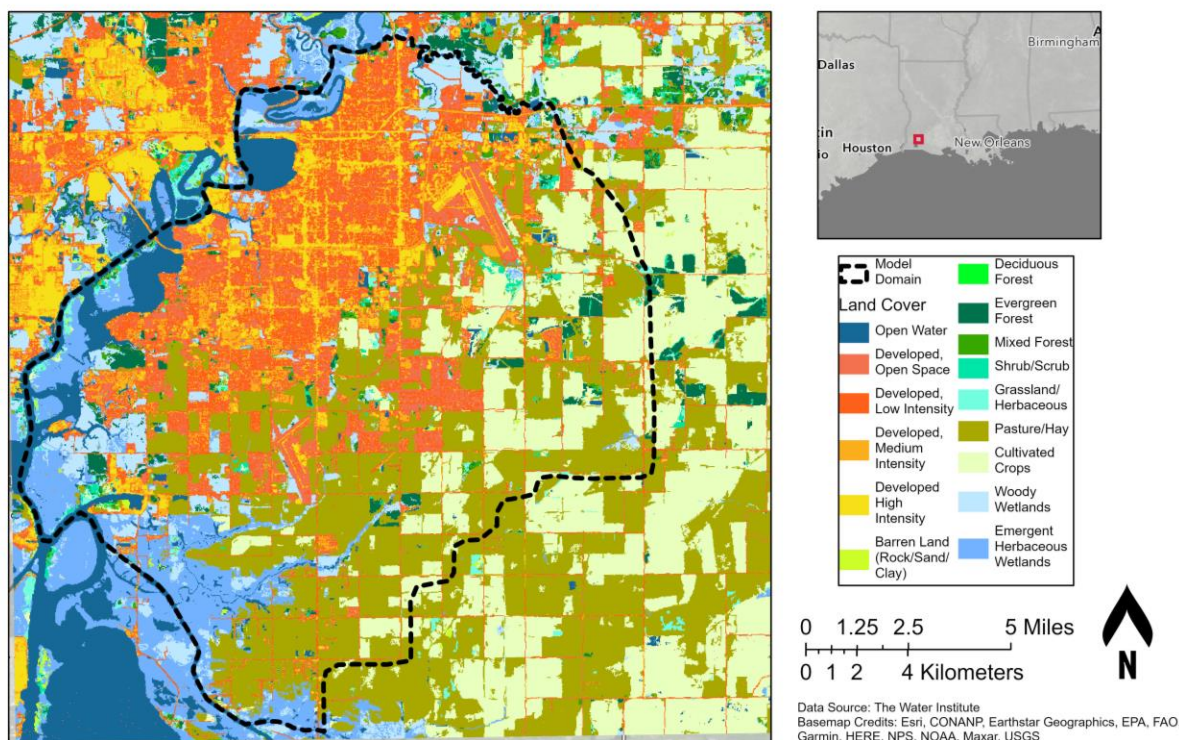 Birmingham
A
Dallas
tin
io
Houston
New Orleans
Model
Domain
Land Cover
Open Water
Developed,
Open Space
Developed,
Low Intensity
Developed,
Medium
Intensity
Developed
High
Intensity
Barren Land
(Rock/Sand/
Clay)
Deciduous
Forest
Evergreen
Forest
Mixed Forest
Shrub/Scrub
Grassland/
Herbaceous
Pasture/Hay
Cultivated
Crops
Woody
Wetlands
Emergent
Herbaceous
Wetlands
0 1.25 2.5 5 Miles
0 1 2 4 Kilometers
N
Data Source: The Water Institute
Basemap Credits: Esri, CONANP, Earthstar Geographics, EPA, FAO,
Garmin, HERE, NPS, NOAA, Maxar, USGS